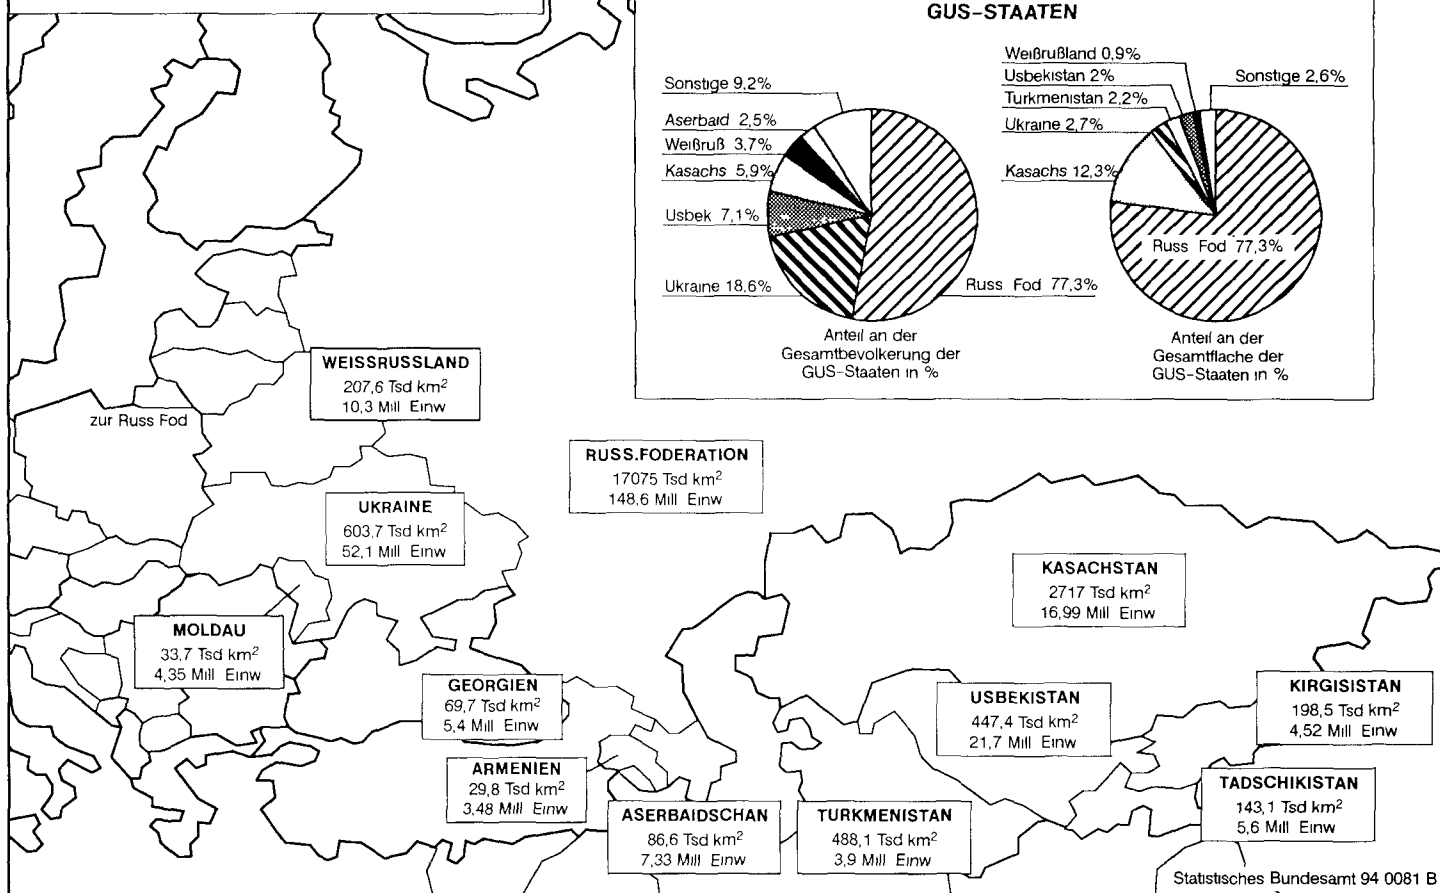 GUS-STAATEN
Sonstige 9,2%
Aserbaid 2,5%
Weißruß 3,7%
Kasachs 5,9%
Usbek 7,1%
Ukraine 18,6%
Russ Fod 77,3%
Anteil an der
Gesamtbevolkerung der
GUS-Staaten in %
Weißrußland 0,9%
Usbekistan 2%
Turkmenistan 2,2%
Ukraine 2,7%
Kasachs 12,3%
Sonstige 2,6%
Russ Fod 77,3%
Anteil an der
Gesamtflache der
GUS-Staaten in %
WEISSRUSSLAND
207,6 Tsd km²
10,3 Mill Einw
zur Russ Fod
RUSS.FODERATION
17075 Tsd km²
148,6 Mill Einw
UKRAINE
603,7 Tsd km²
52,1 Mill Einw
KASACHSTAN
2717 Tsd km²
16,99 Mill Einw
MOLDAU
33,7 Tsd km²
4,35 Mill Einw
GEORGIEN
69,7 Tsd km²
5,4 Mill Einw
USBEKISTAN
447,4 Tsd km²
21,7 Mill Einw
KIRGISISTAN
198,5 Tsd km²
4,52 Mill Einw
ARMENIEN
29,8 Tsd km²
3,48 Mill Einw
ASERBAIDSCHAN
86,6 Tsd km²
7,33 Mill Einw
TURKMENISTAN
488,1 Tsd km²
3,9 Mill Einw
TADSCHIKISTAN
143,1 Tsd km²
5,6 Mill Einw
Statistisches Bundesamt 94 0081 B